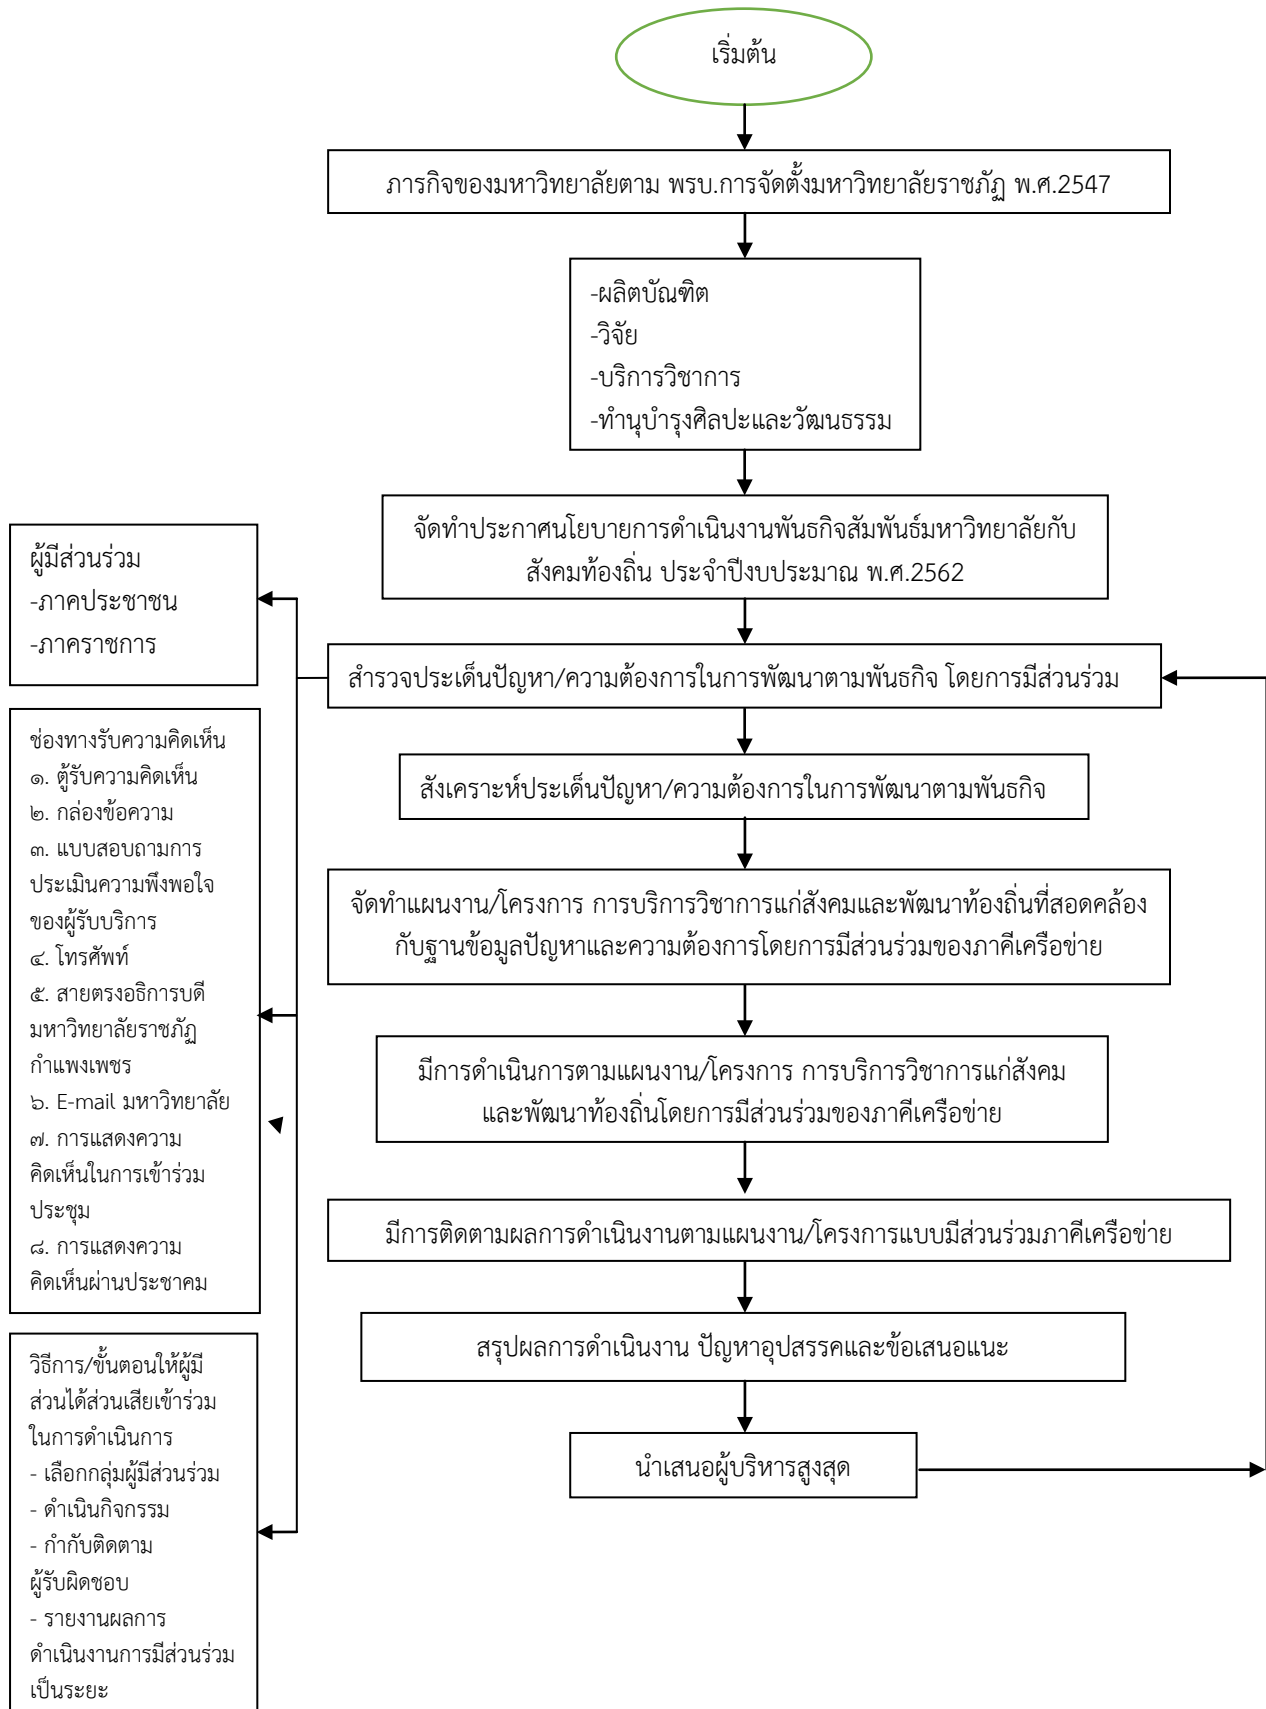 เริ่มต้น
ภารกิจของมหาวิทยาลัยตาม พรบ.การจัดตั้งมหาวิทยาลัยราชภัฏ พ.ศ.2547
-ผลิตบัณฑิต
-วิจัย
-บริการวิชาการ
-ทำนุบำรุงศิลปะและวัฒนธรรม
จัดทำประกาศนโยบายการดำเนินงานพันธกิจสัมพันธ์มหาวิทยาลัยกับ
สังคมท้องถิ่น ประจำปีงบประมาณ พ.ศ.2562
ผู้มีส่วนร่วม
-ภาคประชาชน
-ภาคราชการ
สำรวจประเด็นปัญหา/ความต้องการในการพัฒนาตามพันธกิจ โดยการมีส่วนร่วม
ช่องทางรับความคิดเห็น
๑. ตู้รับความคิดเห็น
๒. กล่องข้อความ
๓. แบบสอบถามการ
ประเมินความพึงพอใจ
ของผู้รับบริการ
๔. โทรศัพท์
๕. สายตรงอธิการบดี
มหาวิทยาลัยราชภัฏ
กำแพงเพชร
๖. E-mail มหาวิทยาลัย
๗. การแสดงความ
คิดเห็นในการเข้าร่วม
ประชุม
๘. การแสดงความ
คิดเห็นผ่านประชาคม
สังเคราะห์ประเด็นปัญหา/ความต้องการในการพัฒนาตามพันธกิจ
จัดทำแผนงาน/โครงการ การบริการวิชาการแก่สังคมและพัฒนาท้องถิ่นที่สอดคล้อง
กับฐานข้อมูลปัญหาและความต้องการโดยการมีส่วนร่วมของภาคีเครือข่าย
มีการดำเนินการตามแผนงาน/โครงการ การบริการวิชาการแก่สังคม
และพัฒนาท้องถิ่นโดยการมีส่วนร่วมของภาคีเครือข่าย
มีการติดตามผลการดำเนินงานตามแผนงาน/โครงการแบบมีส่วนร่วมภาคีเครือข่าย
สรุปผลการดำเนินงาน ปัญหาอุปสรรคและข้อเสนอแนะ
นำเสนอผู้บริหารสูงสุด
วิธีการ/ขั้นตอนให้ผู้มี
ส่วนได้ส่วนเสียเข้าร่วม
ในการดำเนินการ
- เลือกกลุ่มผู้มีส่วนร่วม
- ดำเนินกิจกรรม
- กำกับติดตาม
ผู้รับผิดชอบ
- รายงานผลการ
ดำเนินงานการมีส่วนร่วม
เป็นระยะ